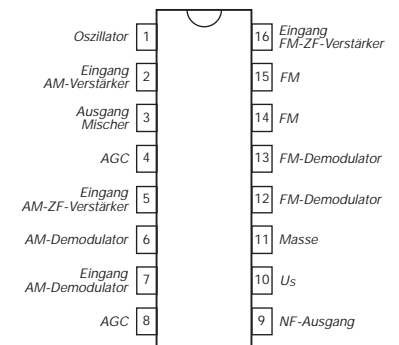 Oszillator 1
Eingang
AM-Verstärker 2
Ausgang
Mischer 3
AGC 4
Eingang
AM-ZF-Verstärker 5
AM-Demodulator 6
Eingang
AM-Demodulator 7
AGC 8
16 Eingang
FM-ZF-Verstärker
15 FM
14 FM
13 FM-Demodulator
12 FM-Demodulator
11 Masse
10 Us
9 NF-Ausgang